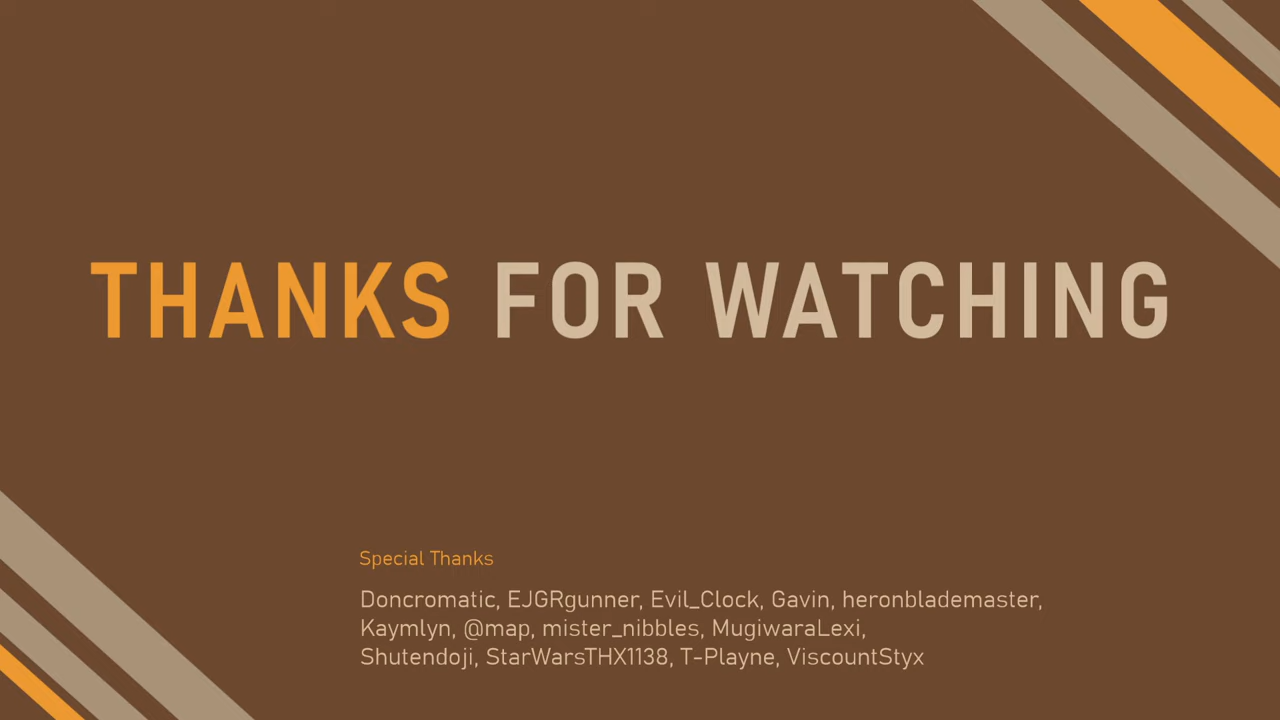 THANKS FOR WATCHING
Special Thanks
Doncromatic, EJGRgunner, Evil_Clock, Gavin, heronblademaster,
Kaymlyn, @map, mister_nibbles, MugiwaraLexi,
Shutendoji, StarWarsTHX1138, T-Playne, ViscountStyx